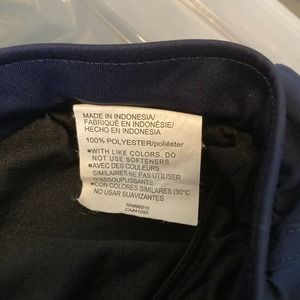 MADE IN INDONESIA/
FABRIQUÉ EN INDONÉSIE/
HECHO EN INDONESIA
100% POLYESTER/poliéster
•WITH LIKE COLORS. DO
NOT USE SOFTENERS
•AVEC DES COULEURS
SIMILAIRES NE PAS UTILISER
D'ASSOUPLISSANTS
•CON COLORES SIMILARES (30°C
NO USAR SUAVIZANTES